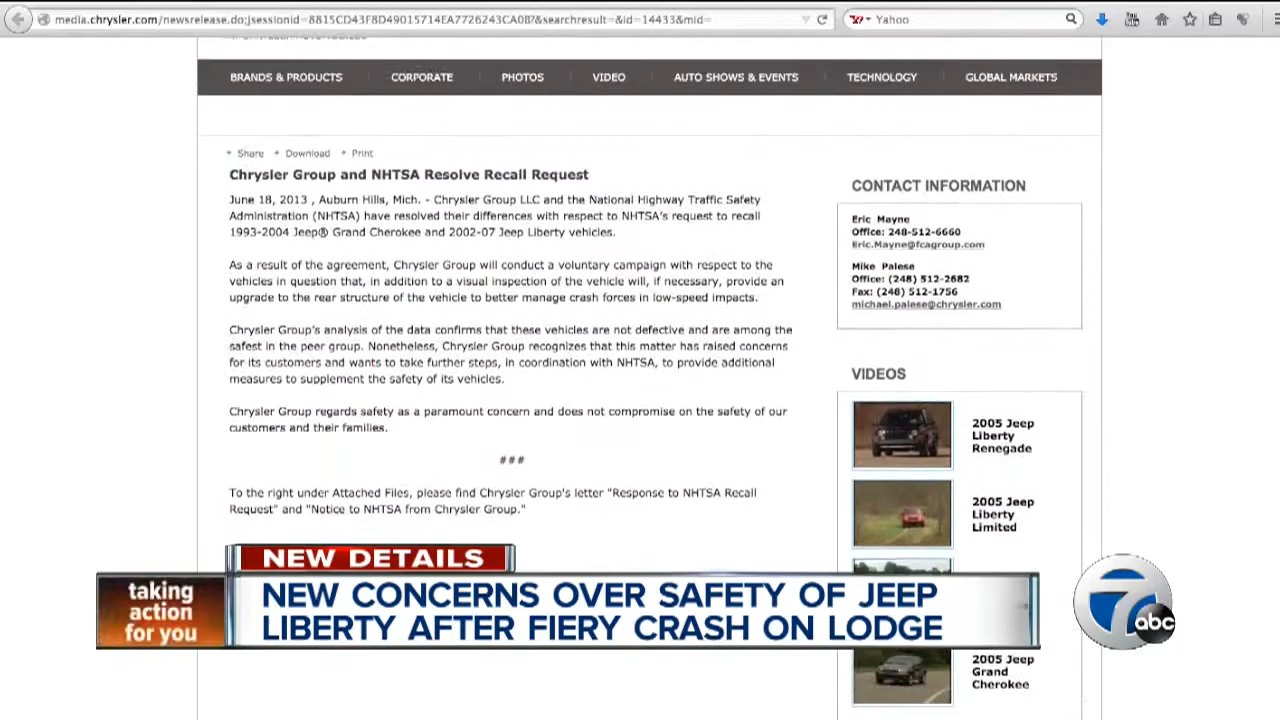 media.chrysler.com/newsrelease.do;jsessionid=8815CD43F8D49015714EA7726243CA0B?&searchresult=&id=14433&mid=
Yahoo
BRANDS & PRODUCTS
CORPORATE
PHOTOS
VIDEO
AUTO SHOWS & EVENTS
TECHNOLOGY
GLOBAL MARKETS
Share
Download
Print
Chrysler Group and NHTSA Resolve Recall Request
June 18, 2013 , Auburn Hills, Mich. - Chrysler Group LLC and the National Highway Traffic Safety
Administration (NHTSA) have resolved their differences with respect to NHTSA's request to recall
1993-2004 Jeep® Grand Cherokee and 2002-07 Jeep Liberty vehicles.
As a result of the agreement, Chrysler Group will conduct a voluntary campaign with respect to the
vehicles in question that, in addition to a visual inspection of the vehicle will, if necessary, provide an
upgrade to the rear structure of the vehicle to better manage crash forces in low-speed impacts.
Chrysler Group's analysis of the data confirms that these vehicles are not defective and are among the
safest in the peer group. Nonetheless, Chrysler Group recognizes that this matter has raised concerns
for its customers and wants to take further steps, in coordination with NHTSA, to provide additional
measures to supplement the safety of its vehicles.
Chrysler Group regards safety as a paramount concern and does not compromise on the safety of our
customers and their families.
###
To the right under Attached Files, please find Chrysler Group's letter "Response to NHTSA Recall
Request" and "Notice to NHTSA from Chrysler Group."
CONTACT INFORMATION
Eric Mayne
Office: 248-512-6660
Eric.Mayne@fcagroup.com
Mike Palese
Office: (248) 512-2682
Fax: (248) 512-1756
michael.palese@chrysler.com
VIDEOS
2005 Jeep
Liberty
Renegade
2005 Jeep
Liberty
Limited
2005 Jeep
Grand
Cherokee
NEW DETAILS
taking
action
for you
NEW CONCERNS OVER SAFETY OF JEEP
LIBERTY AFTER FIERY CRASH ON LODGE
7
abc